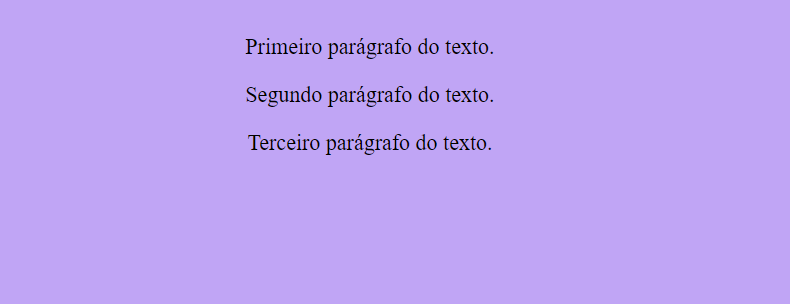 Primeiro parágrafo do texto.
Segundo parágrafo do texto.
Terceiro parágrafo do texto.